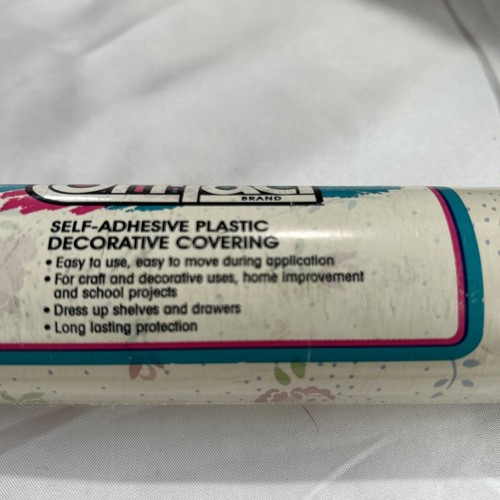 BRAND
SELF-ADHESIVE PLASTIC
DECORATIVE COVERING
• Easy to use, easy to move during application
• For craft and decorative uses, home improvement
and school projects
• Dress up shelves and drawers
• Long lasting protection